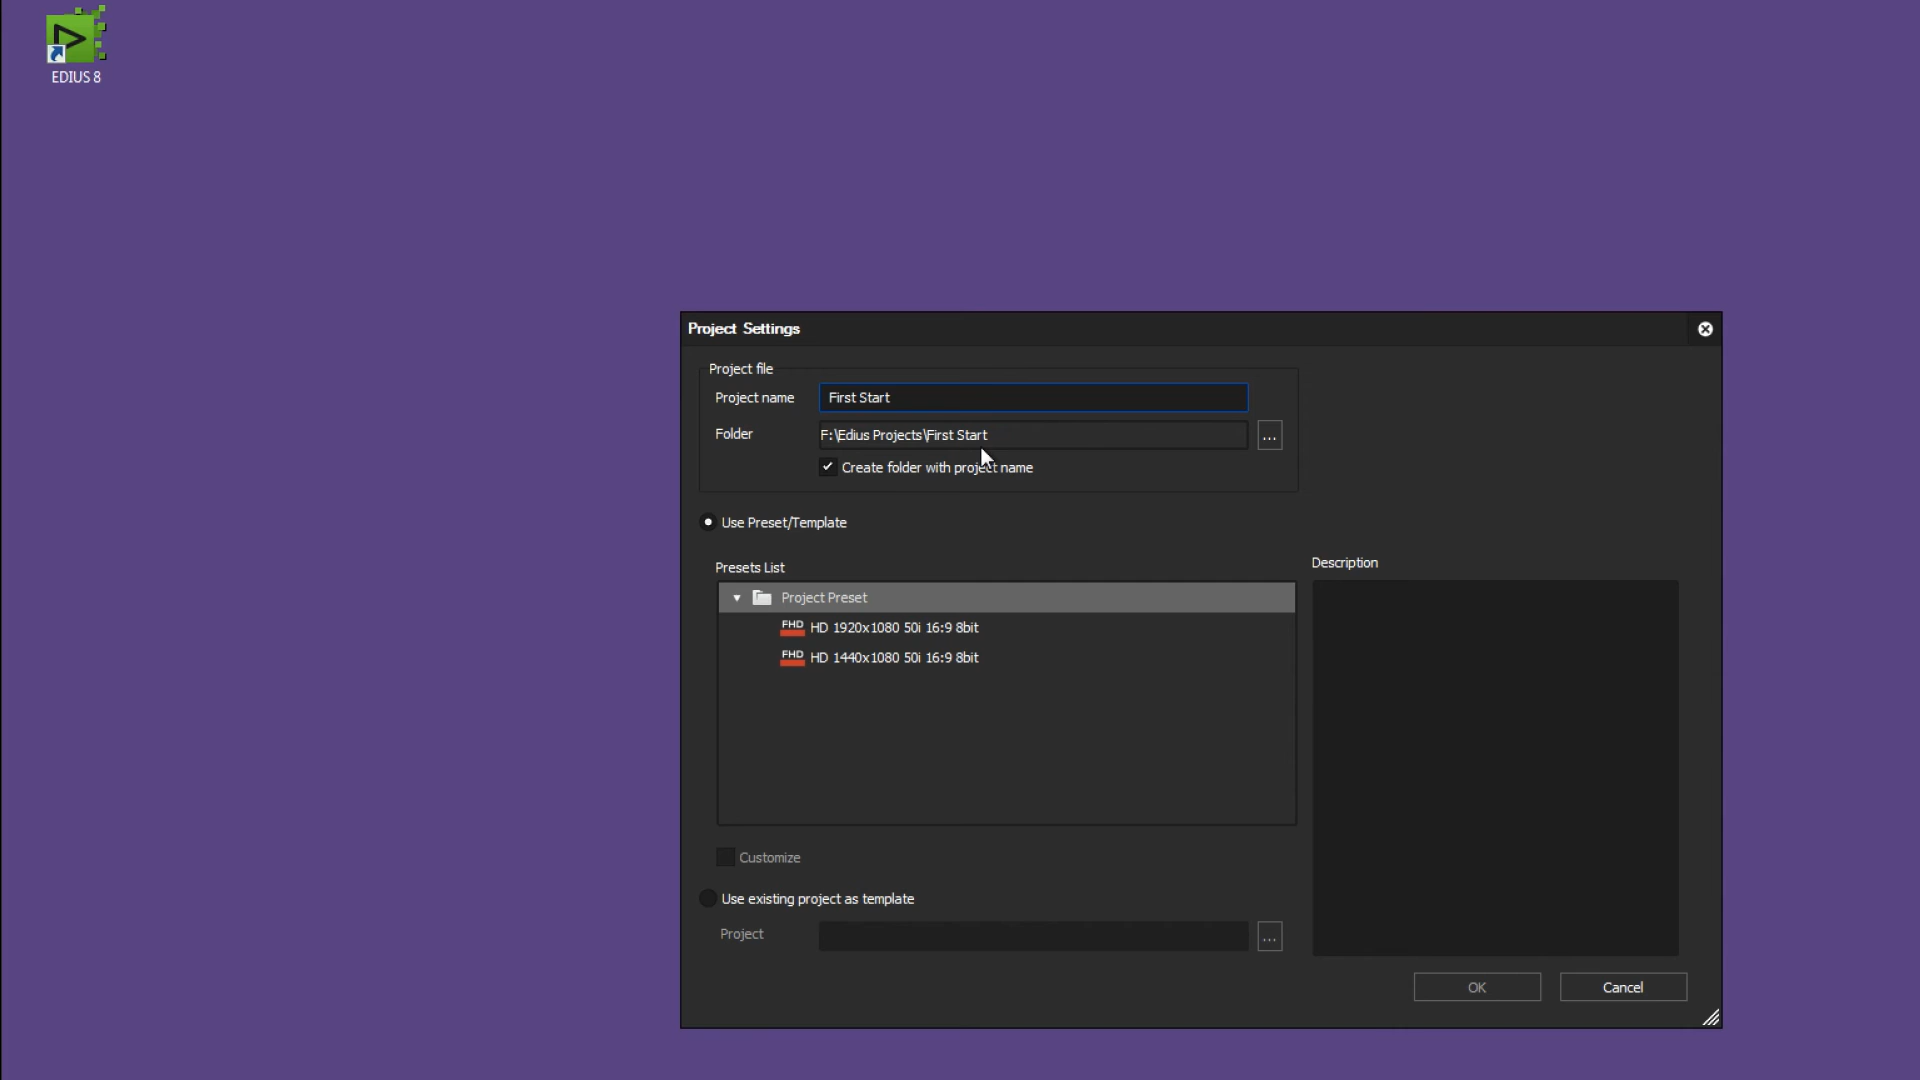 EDIUS 8
Project Settings
Project file
Project name
First Start
Folder
F:\Edius Projects\First Start
...
Create folder with project name
Use Preset/Template
Presets List
Description
Project Preset
FHD HD 1920x1080 50i 16:9 8bit
FHD HD 1440x1080 50i 16:9 8bit
Customize
Use existing project as template
Project
...
OK
Cancel